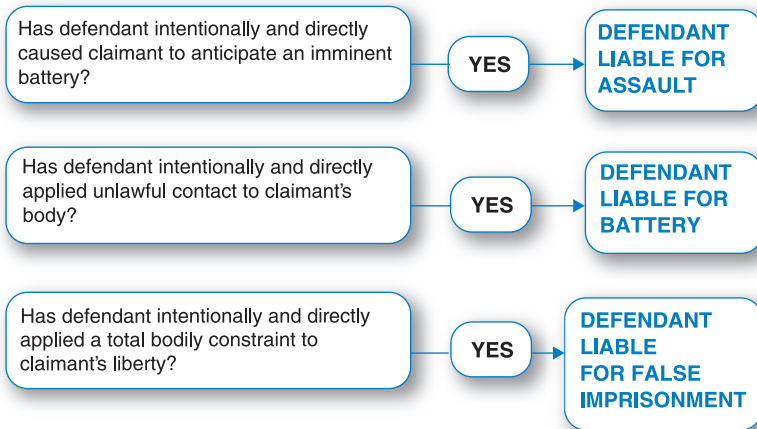 Has defendant intentionally and directly
caused claimant to anticipate an imminent
battery?
YES
DEFENDANT
LIABLE FOR
ASSAULT
Has defendant intentionally and directly
applied unlawful contact to claimant's
body?
YES
DEFENDANT
LIABLE FOR
BATTERY
Has defendant intentionally and directly
applied a total bodily constraint to
claimant's liberty?
YES
DEFENDANT
LIABLE
FOR FALSE
IMPRISONMENT